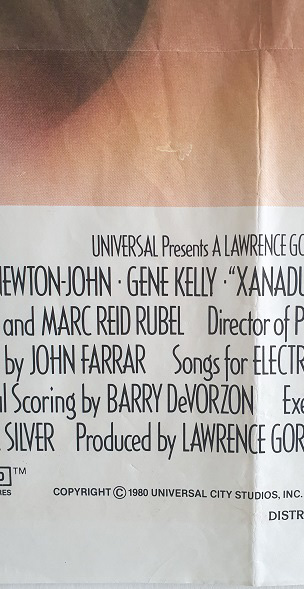 UNIVERSAL Presents A LAWRENCE GO
NEWTON-JOHN · GENE KELLY · "XANADU
and MARC REID RUBEL Director of P
by JOHN FARRAR Songs for ELECTR
l Scoring by BARRY DeVORZON Exe
SILVER Produced by LAWRENCE GOR
TM
RES COPYRIGHT © 1980 UNIVERSAL CITY STUDIOS, INC.
DISTR